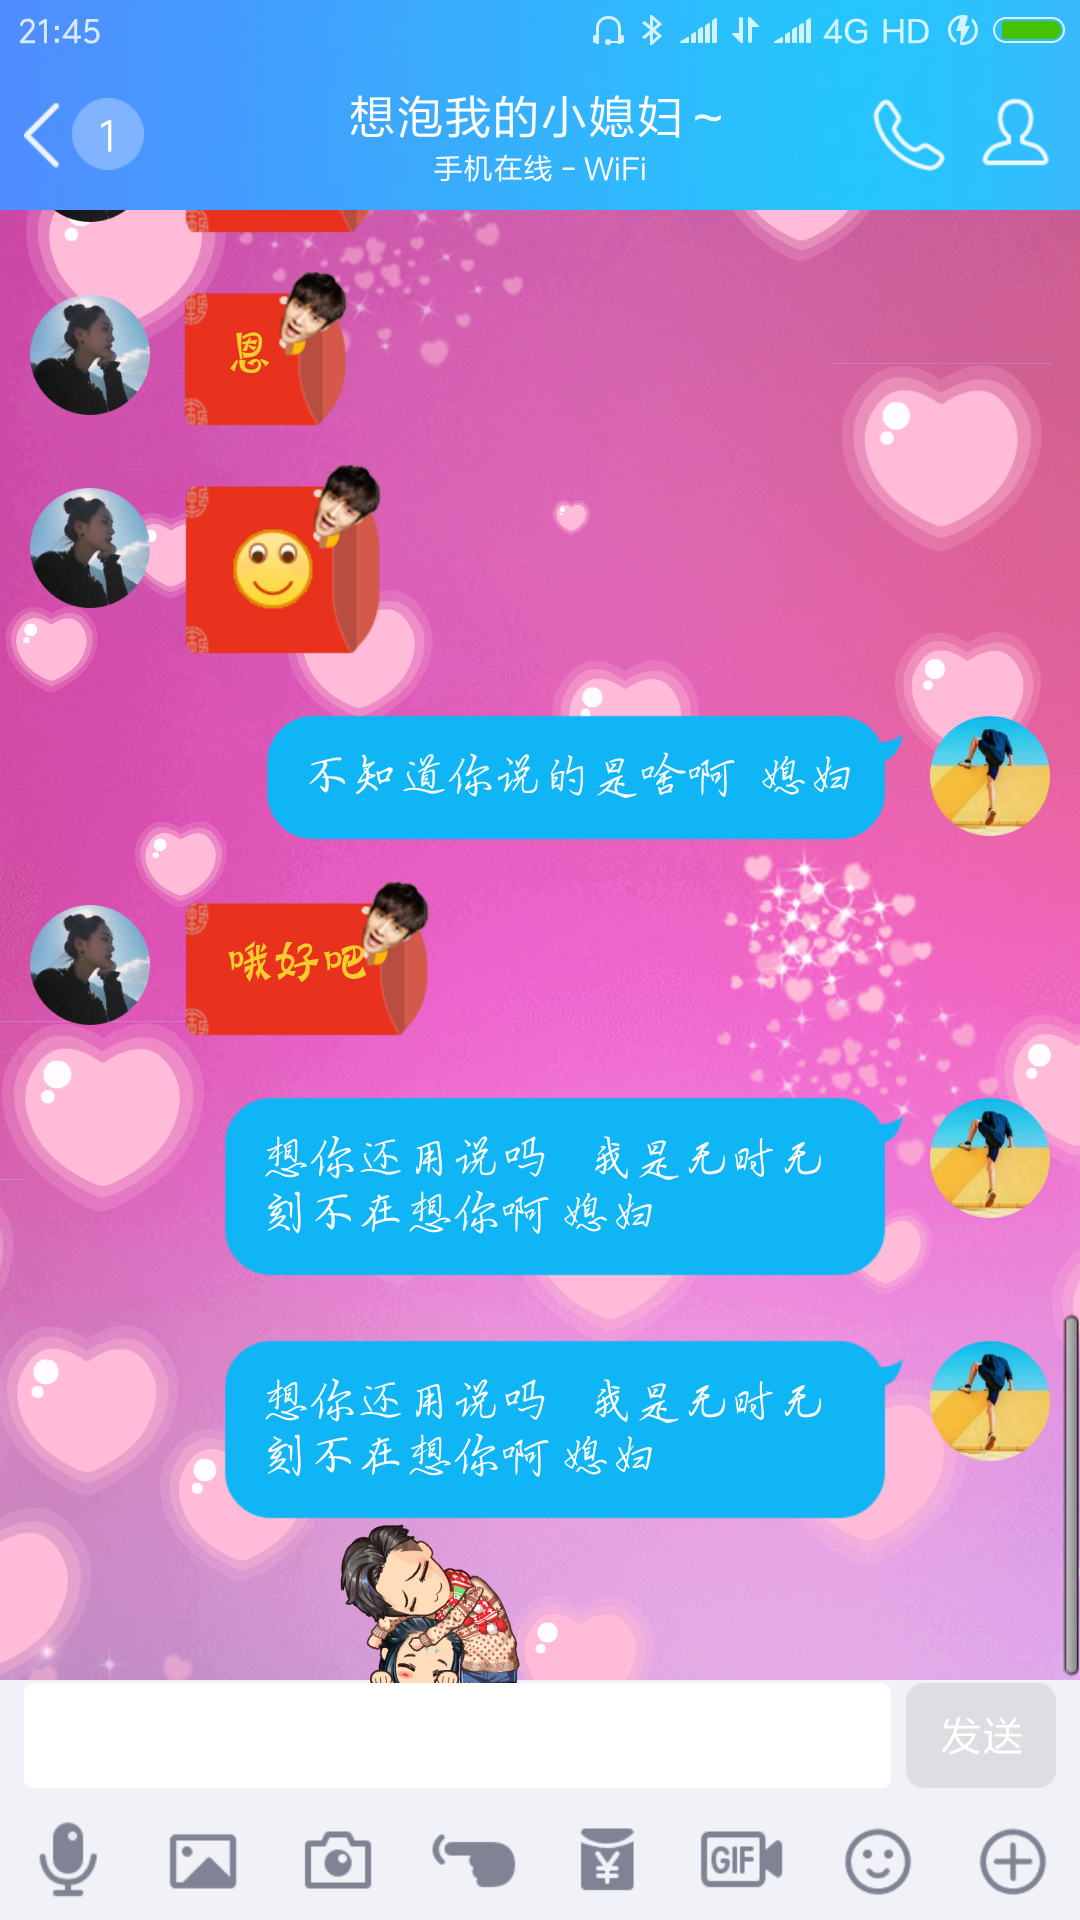 21:45
4G HD
1
想泡我的小媳妇~
手机在线 - WiFi
恩
不知道你说的是啥啊 媳妇
哦好吧
想你还用说吗 我是无时无
刻不在想你啊 媳妇
想你还用说吗 我是无时无
刻不在想你啊 媳妇
发送
GIF